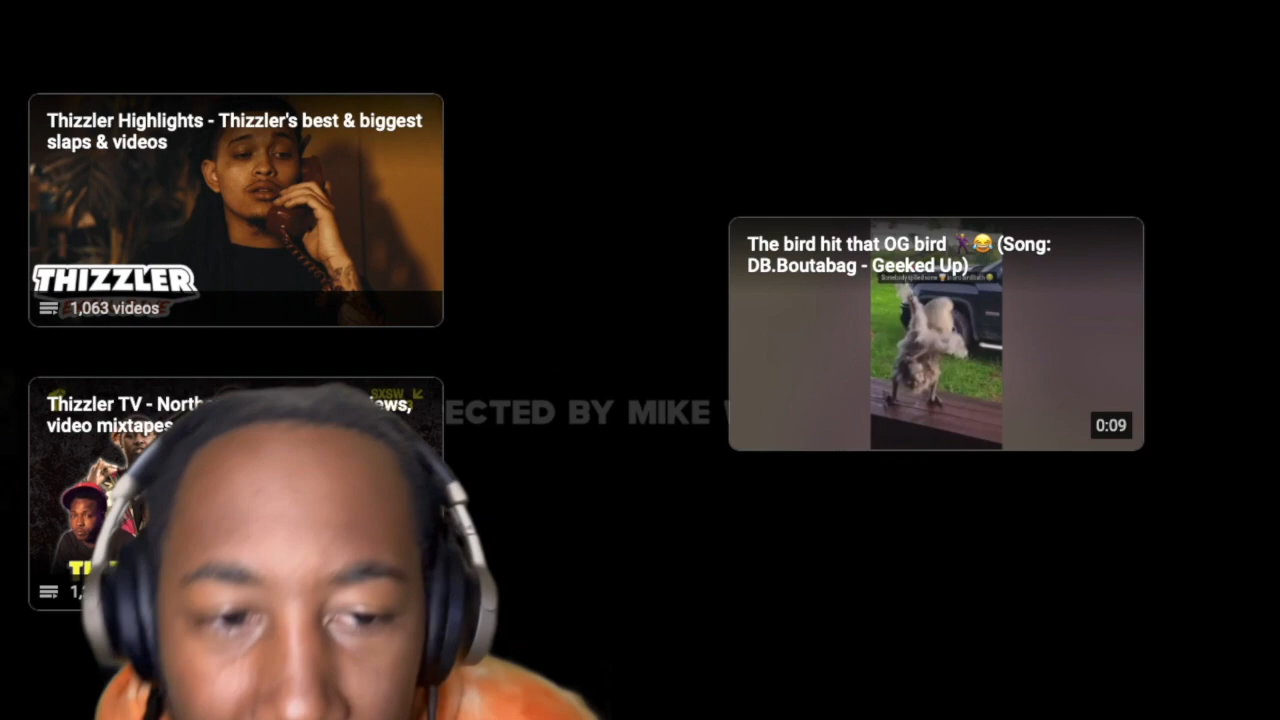 Thizzler Highlights - Thizzler's best & biggest
slaps & videos
THIZZLER
1,063 videos
The bird hit that OG bird 🧍🏾‍♀️😂 (Song:
DB.Boutabag - Geeked Up)
0:09
SXSW
Thizzler TV - North
video mixtapes
ECTED BY MIKE